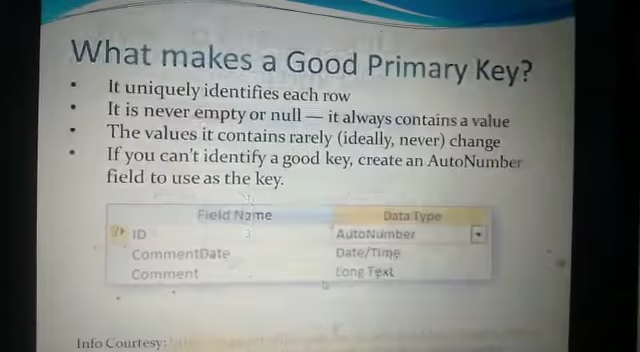 What makes a Good Primary Key?
• It uniquely identifies each row
• It is never empty or null — it always contains a value
• The values it contains rarely (ideally, never) change
• If you can't identify a good key, create an AutoNumber
field to use as the key.
Field Name Data Type
ID AutoNumber
CommentDate Date/Time
Comment Long Text
Info Courtesy: